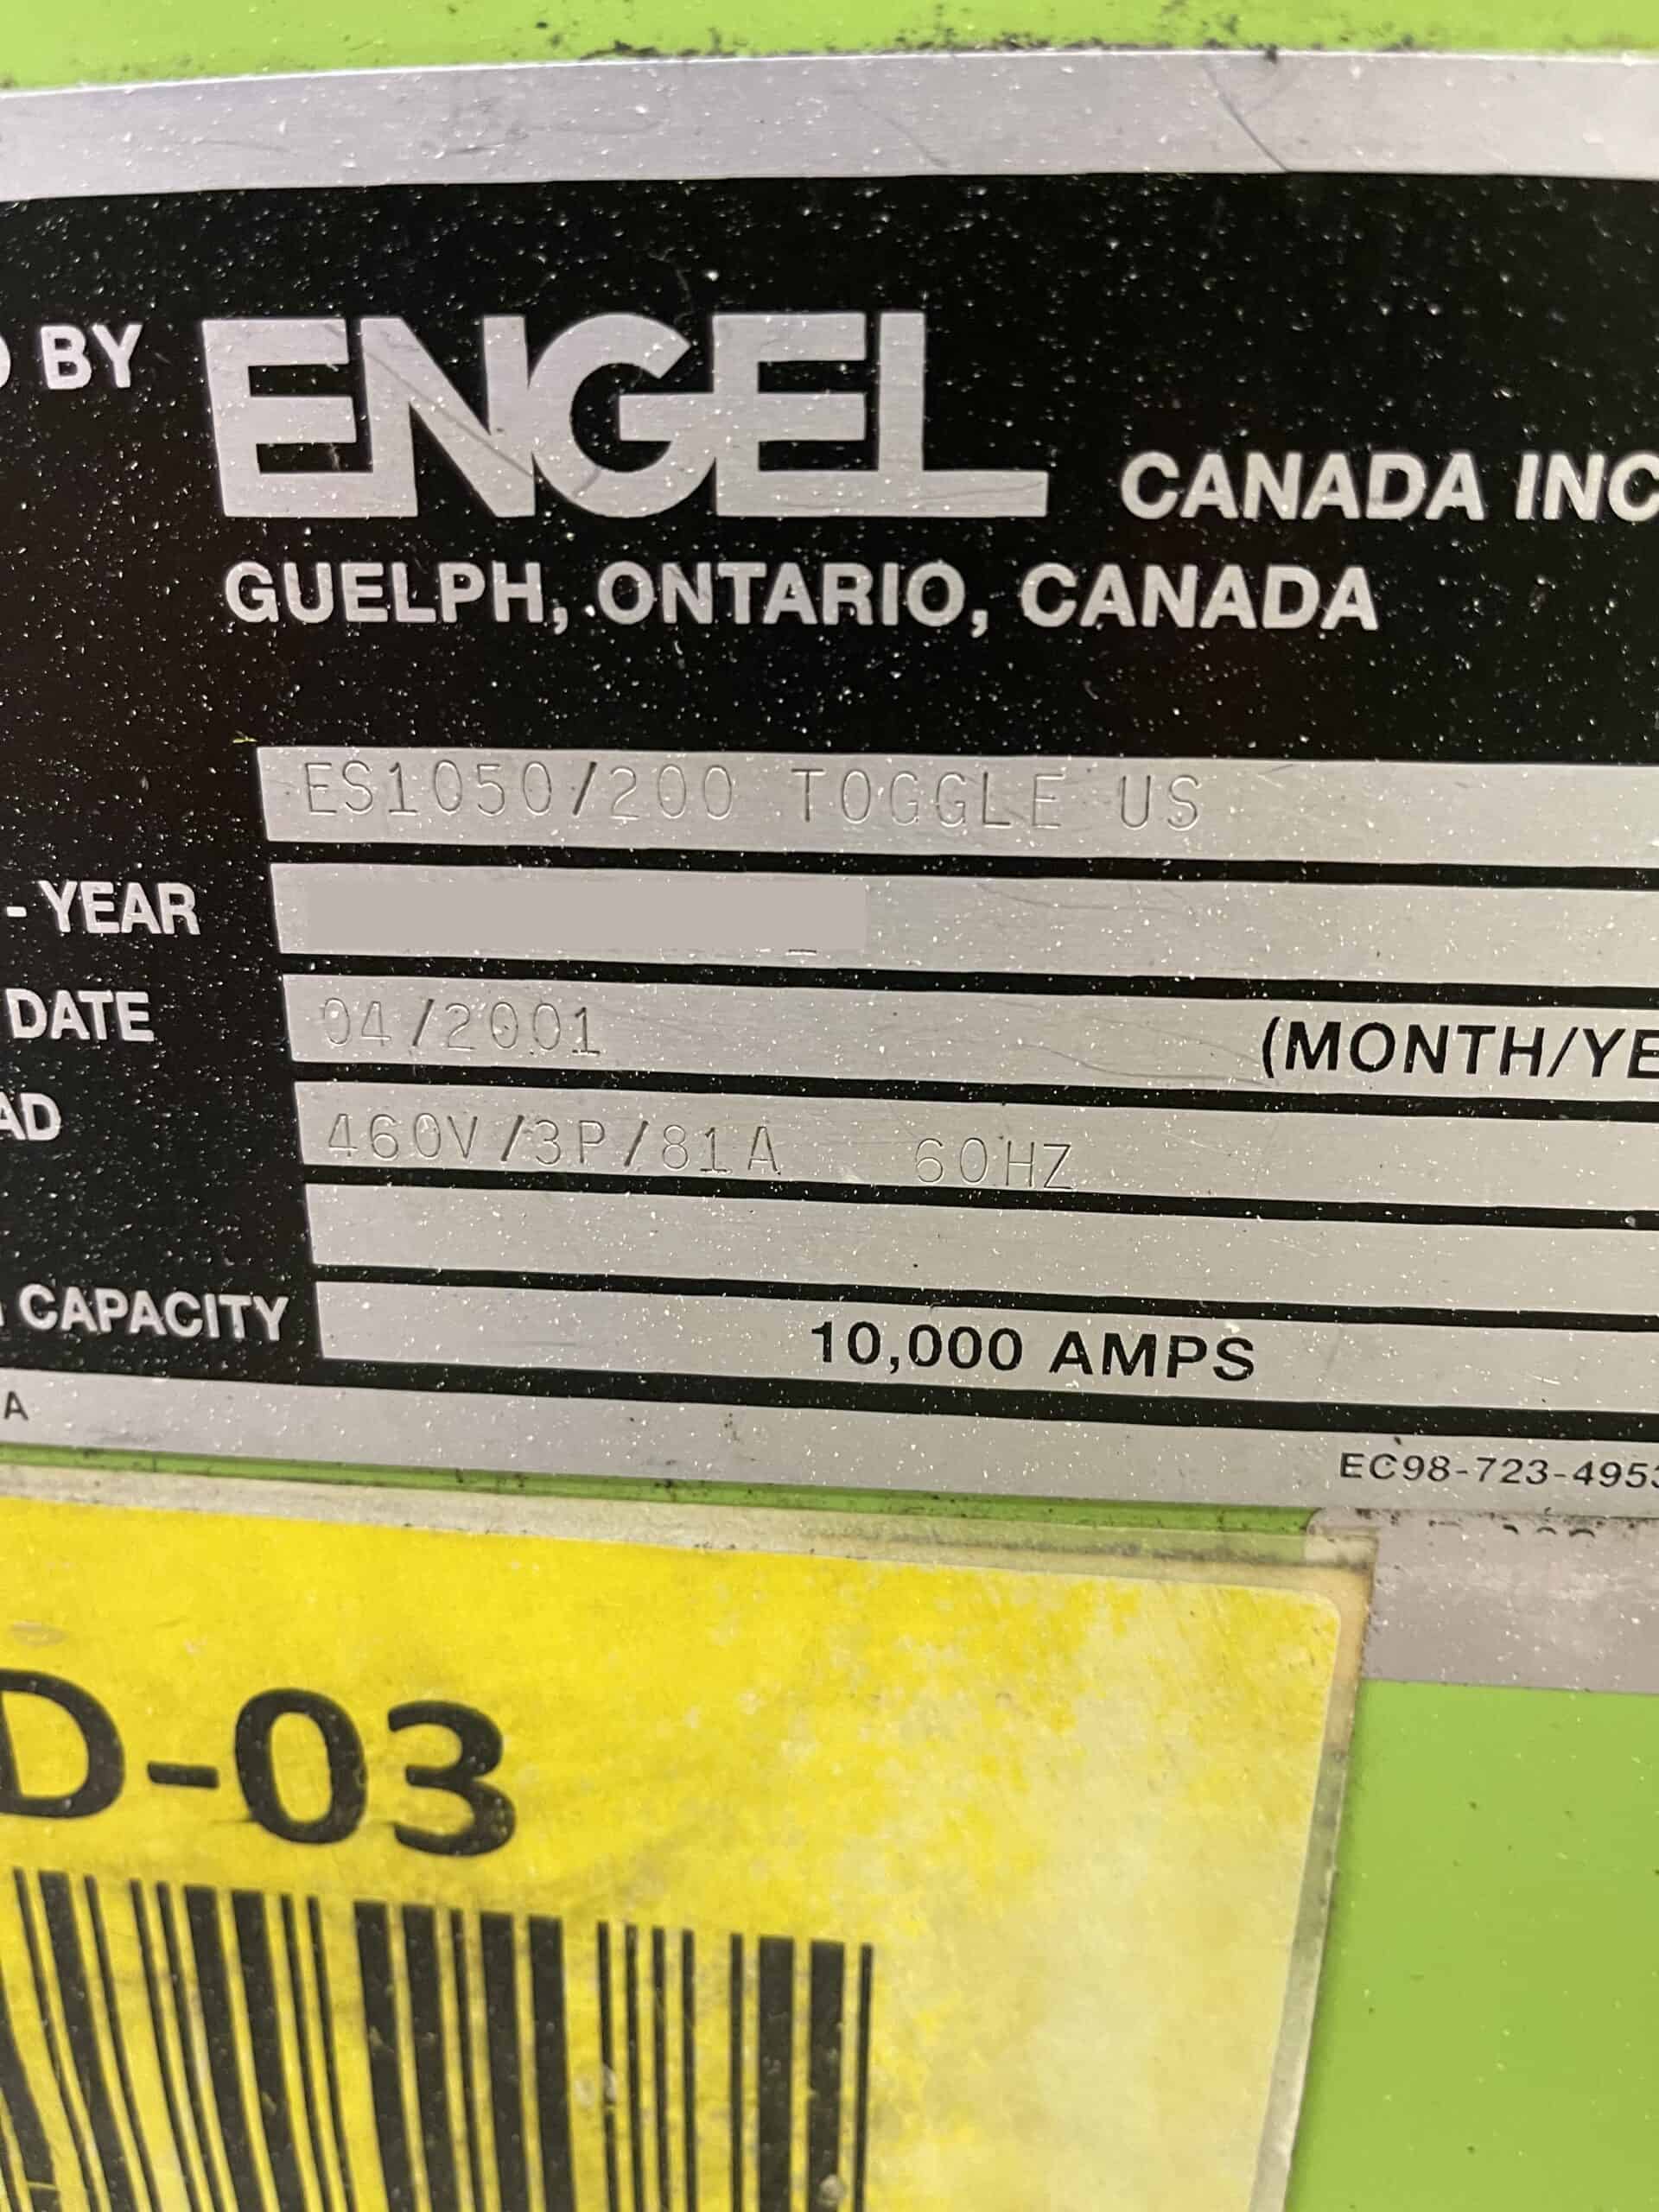 BY ENGEL CANADA INC
GUELPH, ONTARIO, CANADA
ES1050/200 TOGGLE US
- YEAR
DATE 04/2001 (MONTH/YE
AD 460V/3P/81A 60HZ
CAPACITY 10,000 AMPS
A
EC98-723-495
D-03